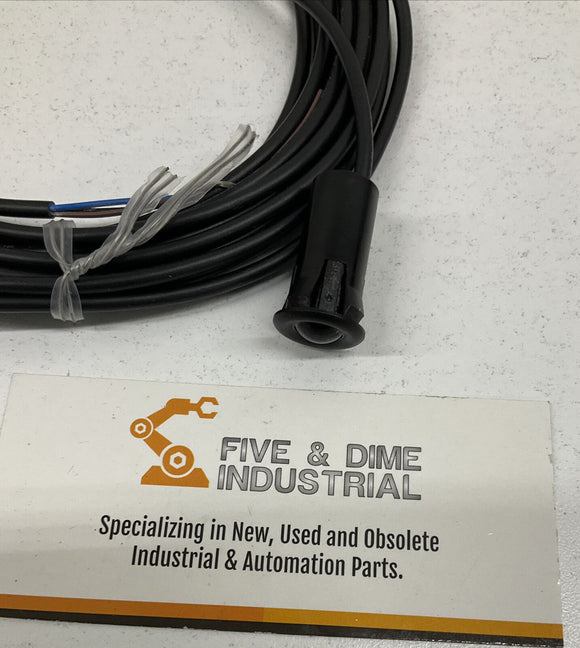 FIVE & DIME
INDUSTRIAL
Specializing in New, Used and Obsolete
Industrial & Automation Parts.